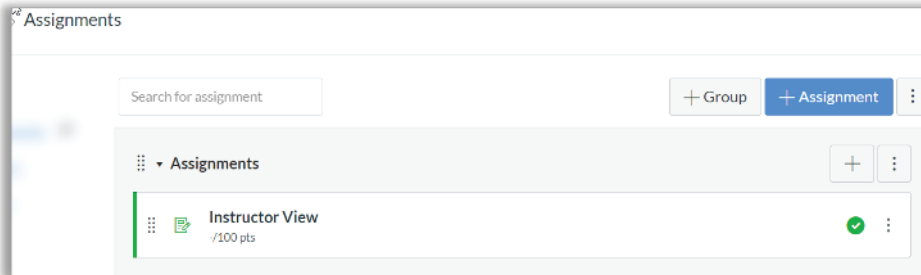 Assignments
Search for assignment
+ Group
+ Assignment
Assignments
Instructor View
-/100 pts